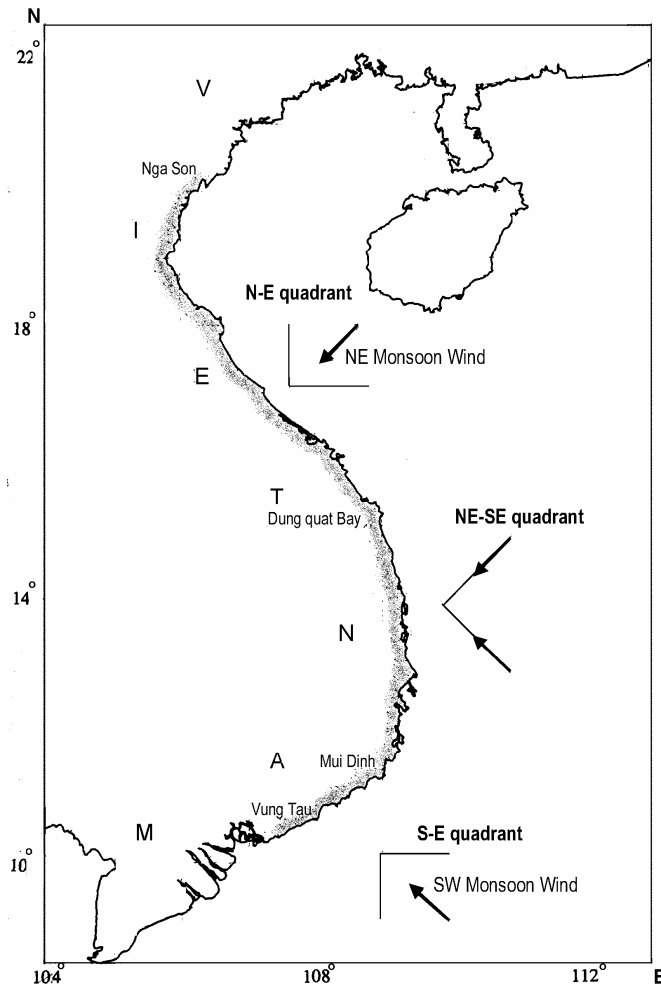 N
22°
V
Nga Son
I
N-E quadrant
18°
NE Monsoon Wind
E
T
NE-SE quadrant
Dung quat Bay
14°
N
A
Mui Dinh
Vung Tau
M
S-E quadrant
10°
SW Monsoon Wind
104°
108°
112°
E